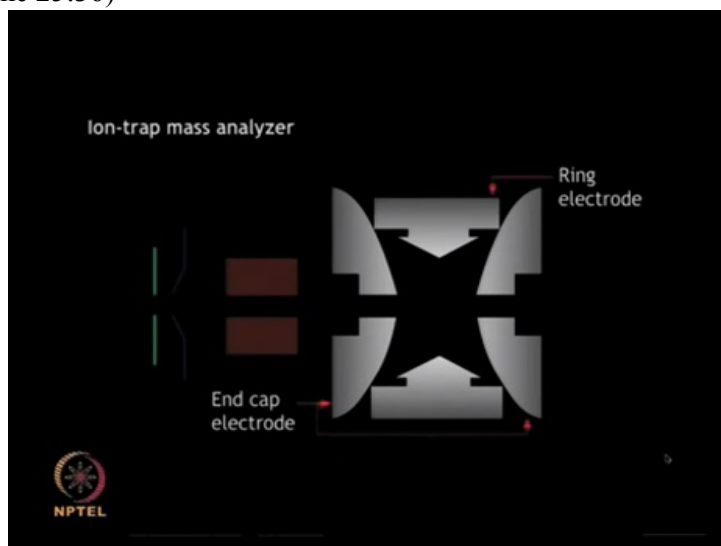 Ion-trap mass analyzer
Ring
electrode
End cap
electrode
NPTEL